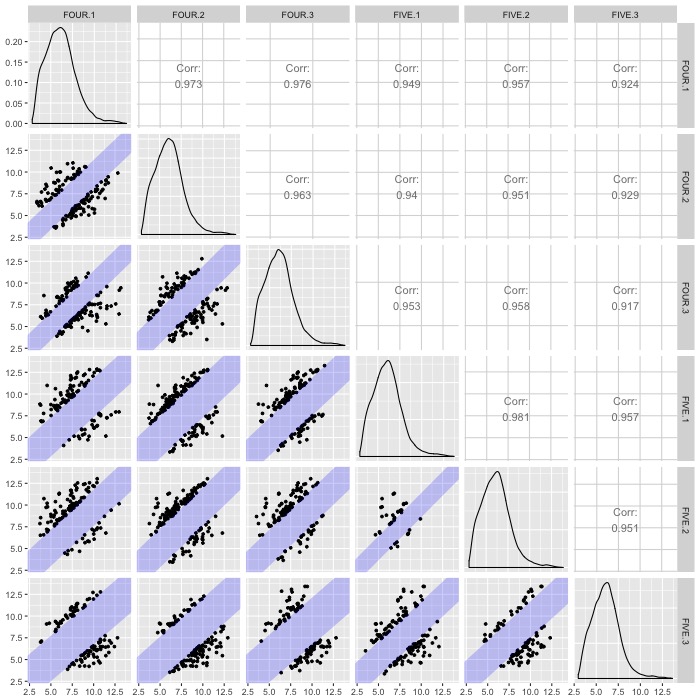 FOUR.1 FOUR.2 FOUR.3 FIVE.1 FIVE.2 FIVE.3
0.20
0.15
0.10
0.05
0.00
Corr:
0.973
Corr:
0.976
Corr:
0.949
Corr:
0.957
Corr:
0.924
FOUR.1
12.5
10.0
7.5
5.0
2.5
Corr:
0.963
Corr:
0.94
Corr:
0.951
Corr:
0.929
FOUR.2
12.5
10.0
7.5
5.0
2.5
Corr:
0.953
Corr:
0.958
Corr:
0.917
FOUR.3
12.5
10.0
7.5
5.0
2.5
Corr:
0.981
Corr:
0.957
FIVE.1
12.5
10.0
7.5
5.0
2.5
Corr:
0.951
FIVE.2
12.5
10.0
7.5
5.0
2.5
FIVE.3
2.5 5.0 7.5 10.0 12.5 2.5 5.0 7.5 10.0 12.5 2.5 5.0 7.5 10.0 12.5 2.5 5.0 7.5 10.0 12.5 2.5 5.0 7.5 10.0 12.5 2.5 5.0 7.5 10.0 12.5